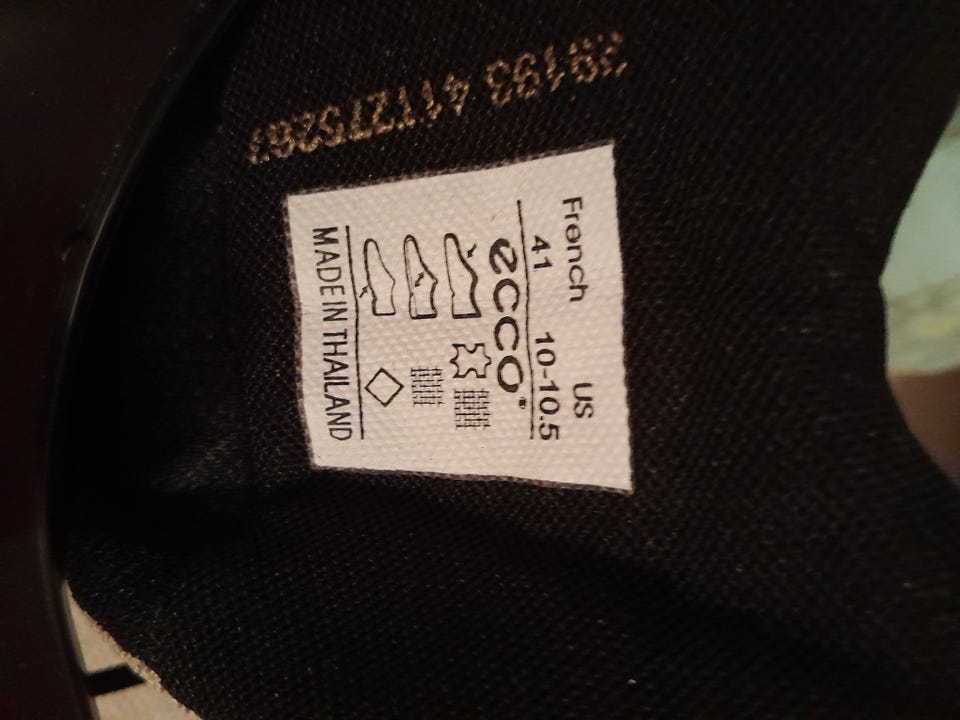 French US
41 10-10.5
ecco
MADE IN THAILAND